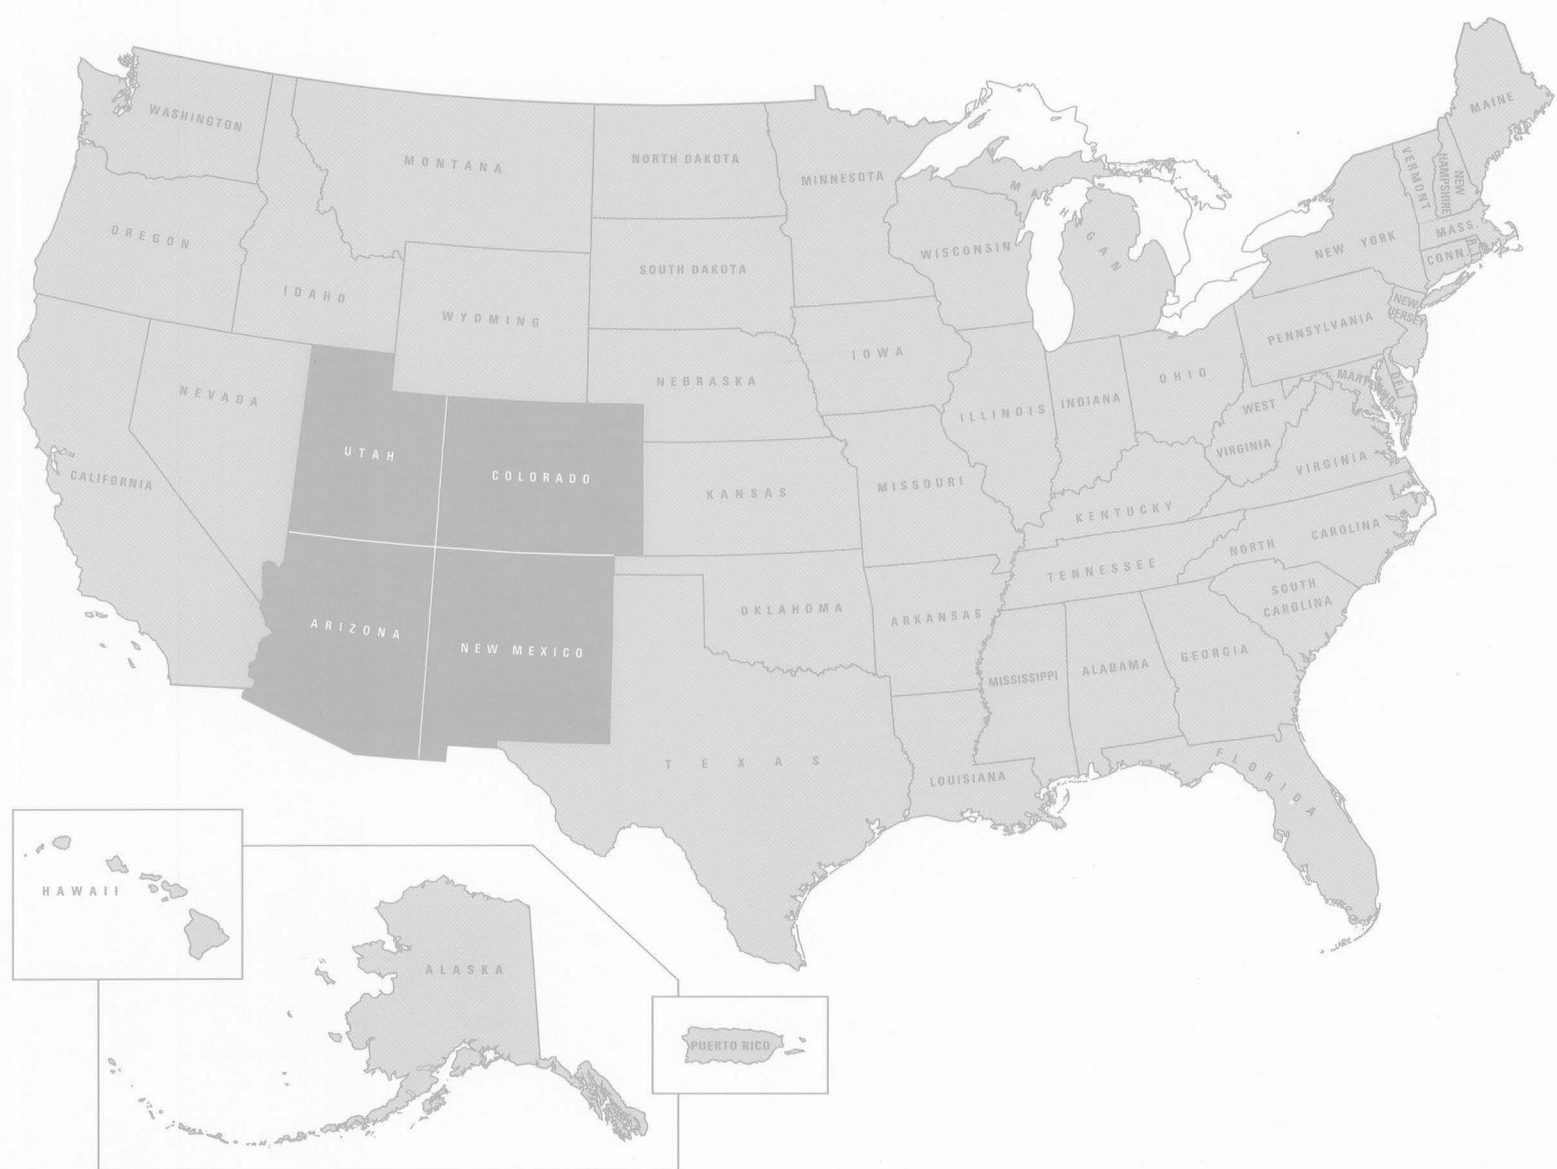 MAINE
WASHINGTON
MONTANA
NORTH DAKOTA
MINNESOTA
MICHIGAN
VERMONT
NEW
HAMPSHIRE
OREGON
IDAHO
WYOMING
SOUTH DAKOTA
WISCONSIN
NEW YORK
MASS.
CONN.
R.I.
NEVADA
NEBRASKA
IOWA
ILLINOIS
INDIANA
OHIO
PENNSYLVANIA
NEW
JERSEY
MARYLAND
DEL.
CALIFORNIA
UTAH
COLORADO
KANSAS
MISSOURI
KENTUCKY
WEST
VIRGINIA
VIRGINIA
ARIZONA
NEW MEXICO
OKLAHOMA
ARKANSAS
TENNESSEE
NORTH CAROLINA
SOUTH
CAROLINA
TEXAS
LOUISIANA
MISSISSIPPI
ALABAMA
GEORGIA
FLORIDA
HAWAII
ALASKA
PUERTO RICO